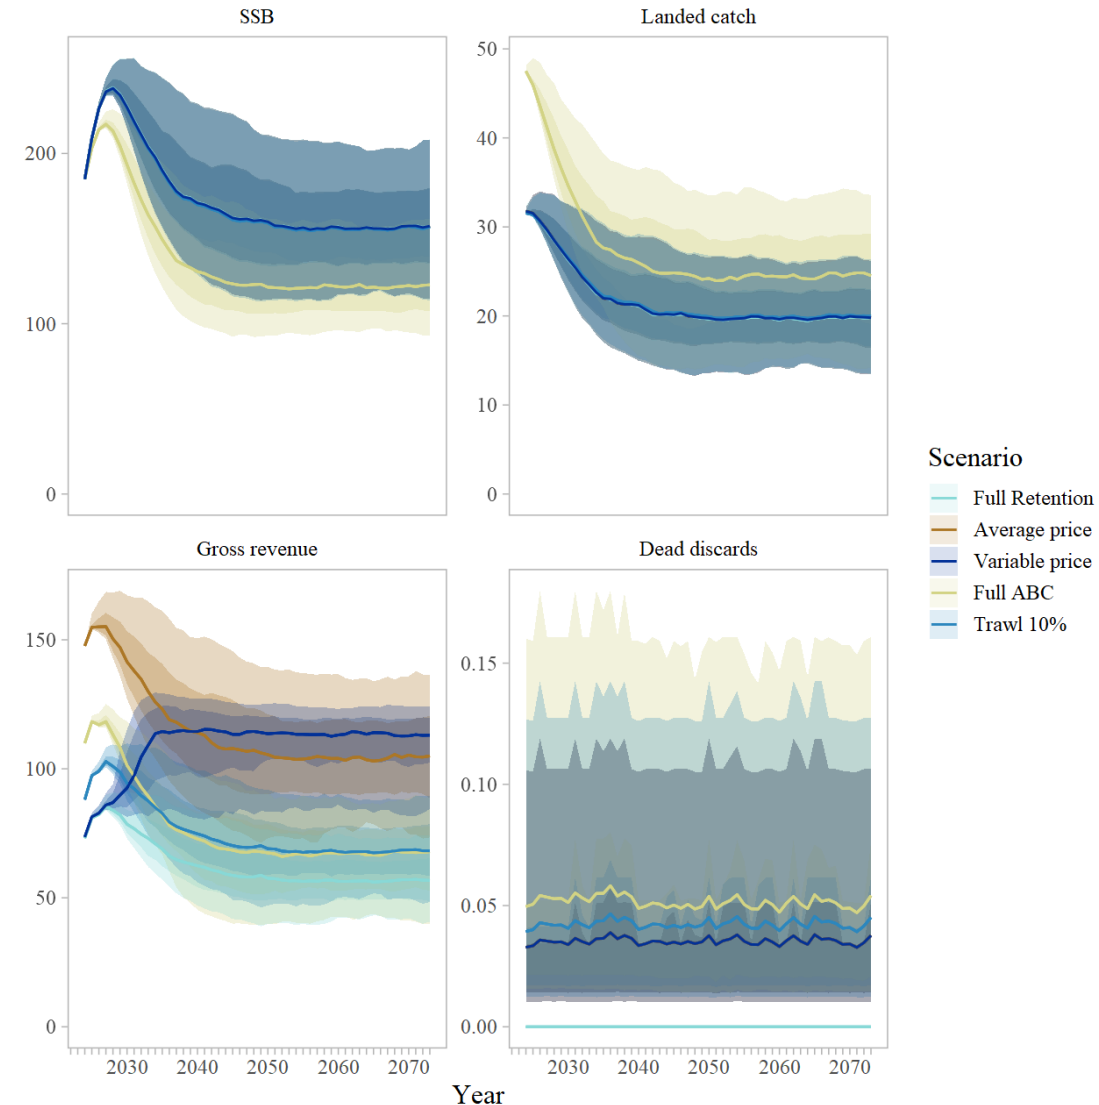 SSB
Landed catch
200
100
0
50
40
30
20
10
0
Gross revenue
Dead discards
150
100
50
0
0.15
0.10
0.05
0.00
2030 2040 2050 2060 2070
2030 2040 2050 2060 2070
Year
Scenario
Full Retention
Average price
Variable price
Full ABC
Trawl 10%